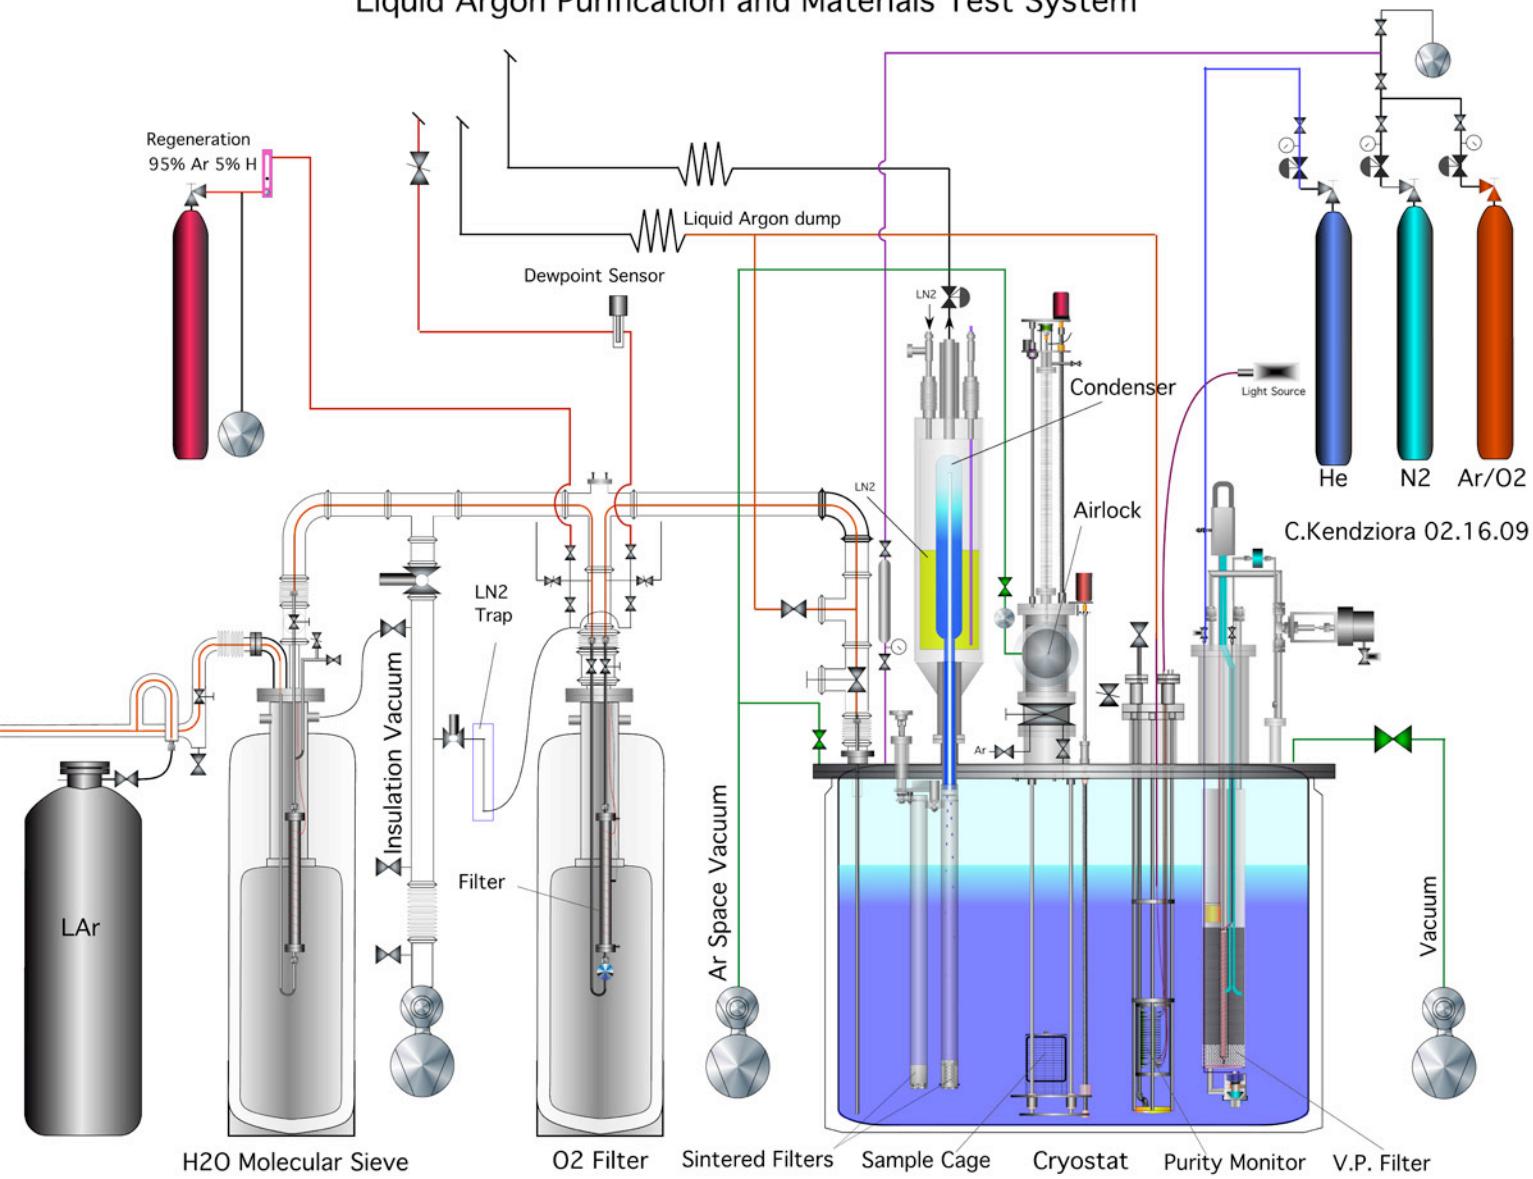 Liquid Argon Purification and Materials Test System
Regeneration
95% Ar 5% H
Liquid Argon dump
Dewpoint Sensor
LN2
Condenser
Light Source
He
N2
Ar/O2
LN2
Airlock
C.Kendziora 02.16.09
LN2
Trap
Insulation Vacuum
Ar
Filter
LAr
Ar Space Vacuum
Vacuum
H2O Molecular Sieve
O2 Filter
Sintered Filters
Sample Cage
Cryostat
Purity Monitor
V.P. Filter